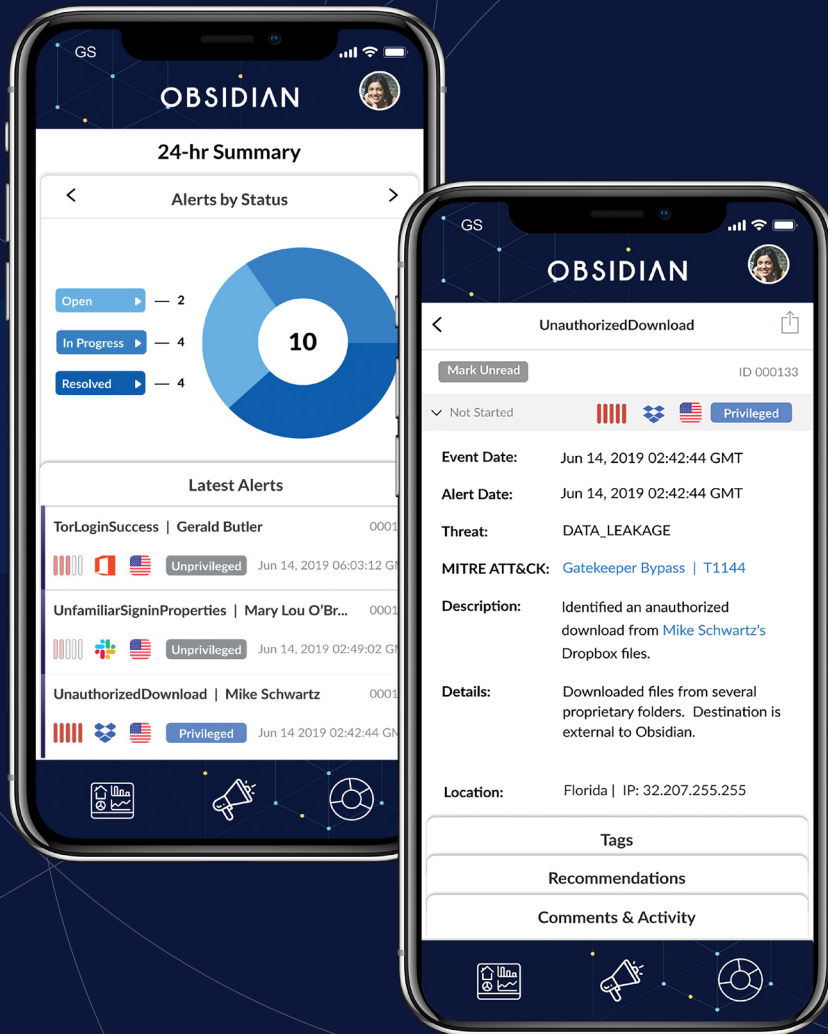 GS
OBSIDIAN
24-hr Summary
Alerts by Status
Open — 2
In Progress — 4
Resolved — 4
10
Latest Alerts
TorLoginSuccess | Gerald Butler 0001
Unprivileged Jun 14, 2019 06:03:12 G
UnfamiliarSigninProperties | Mary Lou O'Br... 0001
Unprivileged Jun 14, 2019 02:49:02 G
UnauthorizedDownload | Mike Schwartz 0001
Privileged Jun 14 2019 02:42:44 G
GS
OBSIDIAN
UnauthorizedDownload
Mark Unread ID 000133
Not Started Privileged
Event Date: Jun 14, 2019 02:42:44 GMT
Alert Date: Jun 14, 2019 02:42:44 GMT
Threat: DATA_LEAKAGE
MITRE ATT&CK: Gatekeeper Bypass | T1144
Description: Identified an anauthorized
download from Mike Schwartz's
Dropbox files.
Details: Downloaded files from several
proprietary folders. Destination is
external to Obsidian.
Location: Florida | IP: 32.207.255.255
Tags
Recommendations
Comments & Activity